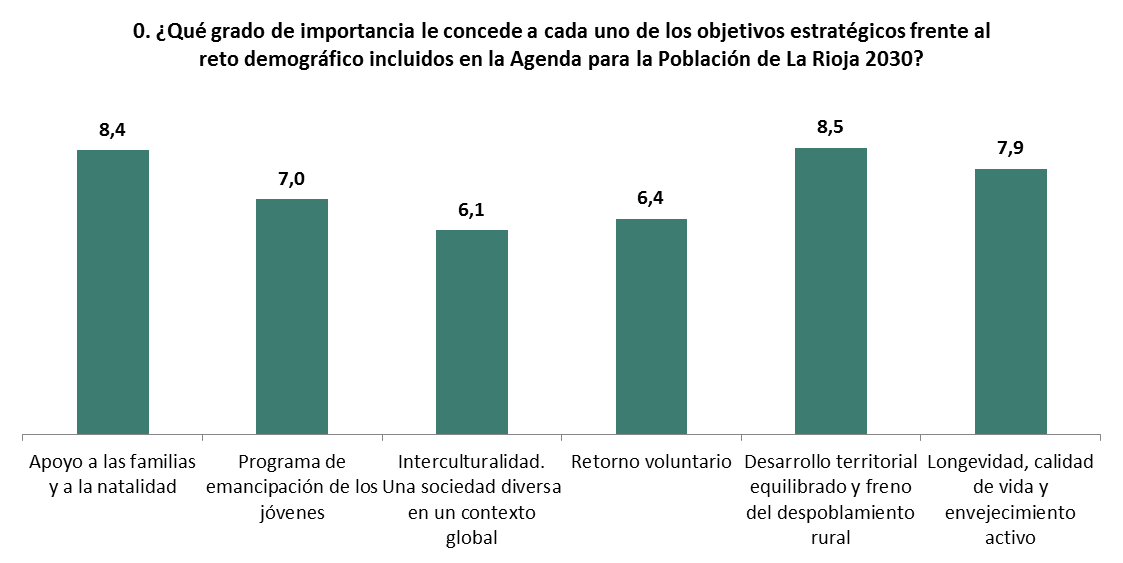 0. ¿Qué grado de importancia le concede a cada uno de los objetivos estratégicos frente al
reto demográfico incluidos en la Agenda para la Población de La Rioja 2030?
8,4
7,0
6,1
6,4
8,5
7,9
Apoyo a las familias
y a la natalidad
Programa de
emancipación de los
jóvenes
Interculturalidad.
Una sociedad diversa
en un contexto
global
Retorno voluntario
Desarrollo territorial
equilibrado y freno
del despoblamiento
rural
Longevidad, calidad
de vida y
envejecimiento
activo